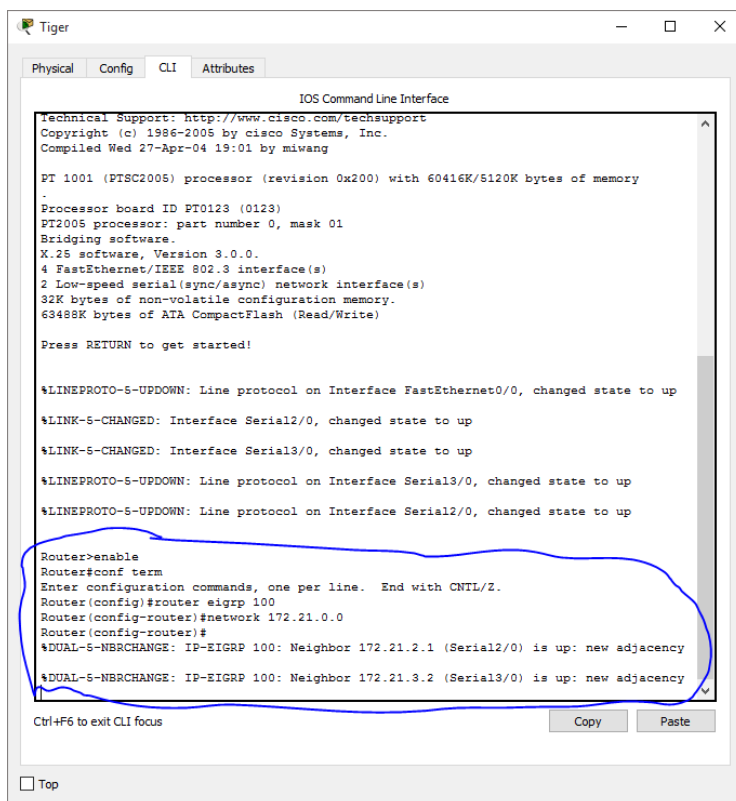 Tiger
Physical Config CLI Attributes
IOS Command Line Interface
Technical Support: http://www.cisco.com/techsupport
Copyright (c) 1986-2005 by cisco Systems, Inc.
Compiled Wed 27-Apr-04 19:01 by miwang
PT 1001 (PTSC2005) processor (revision 0x200) with 60416K/5120K bytes of memory
.
Processor board ID PT0123 (0123)
PT2005 processor: part number 0, mask 01
Bridging software.
X.25 software, Version 3.0.0.
4 FastEthernet/IEEE 802.3 interface(s)
2 Low-speed serial(sync/async) network interface(s)
32K bytes of non-volatile configuration memory.
63488K bytes of ATA CompactFlash (Read/Write)
Press RETURN to get started!
%LINEPROTO-5-UPDOWN: Line protocol on Interface FastEthernet0/0, changed state to up
%LINK-5-CHANGED: Interface Serial2/0, changed state to up
%LINK-5-CHANGED: Interface Serial3/0, changed state to up
%LINEPROTO-5-UPDOWN: Line protocol on Interface Serial3/0, changed state to up
%LINEPROTO-5-UPDOWN: Line protocol on Interface Serial2/0, changed state to up
Router>enable
Router#conf term
Enter configuration commands, one per line.  End with CNTL/Z.
Router(config)#router eigrp 100
Router(config-router)#network 172.21.0.0
Router(config-router)#
%DUAL-5-NBRCHANGE: IP-EIGRP 100: Neighbor 172.21.2.1 (Serial2/0) is up: new adjacency
%DUAL-5-NBRCHANGE: IP-EIGRP 100: Neighbor 172.21.3.2 (Serial3/0) is up: new adjacency
Ctrl+F6 to exit CLI focus
Copy Paste
Top